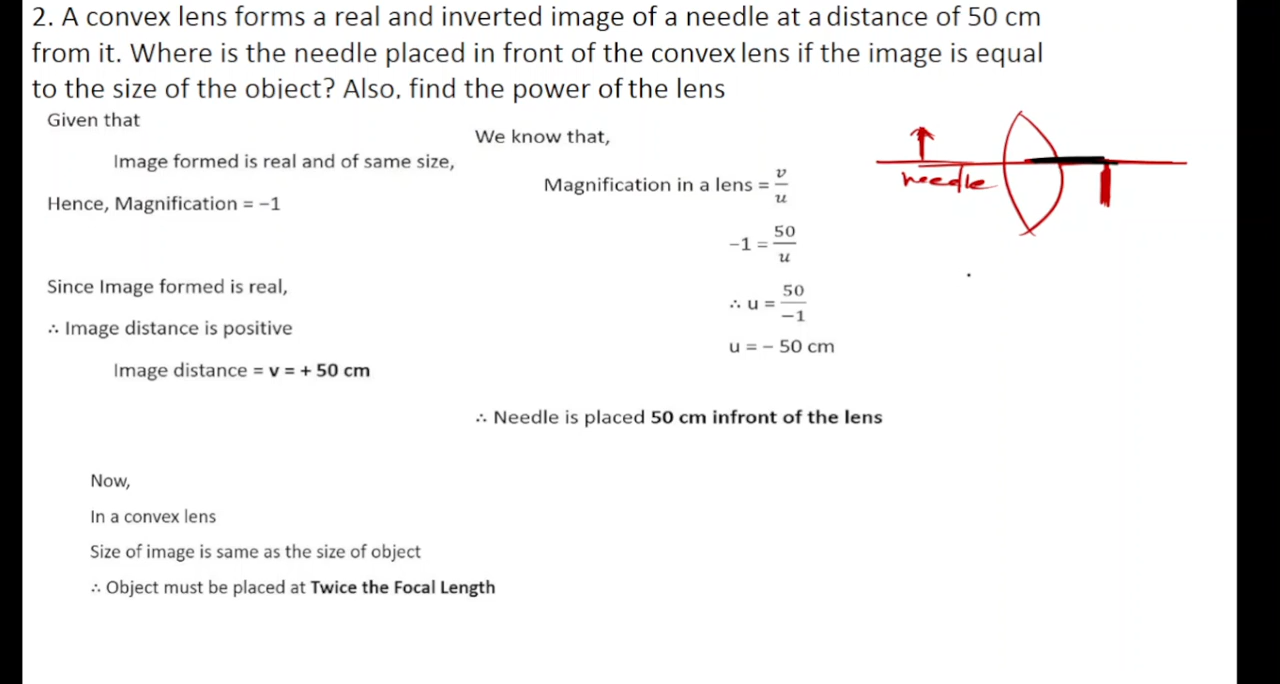 2. A convex lens forms a real and inverted image of a needle at a distance of 50 cm
from it. Where is the needle placed in front of the convex lens if the image is equal
to the size of the object? Also, find the power of the lens
Given that
Image formed is real and of same size,
Hence, Magnification = −1
Since Image formed is real,
∴ Image distance is positive
Image distance = v = + 50 cm
We know that,
Magnification in a lens = v/u
−1 = 50/u
∴ u = 50/−1
u = − 50 cm
∴ Needle is placed 50 cm infront of the lens
needle
Now,
In a convex lens
Size of image is same as the size of object
∴ Object must be placed at Twice the Focal Length